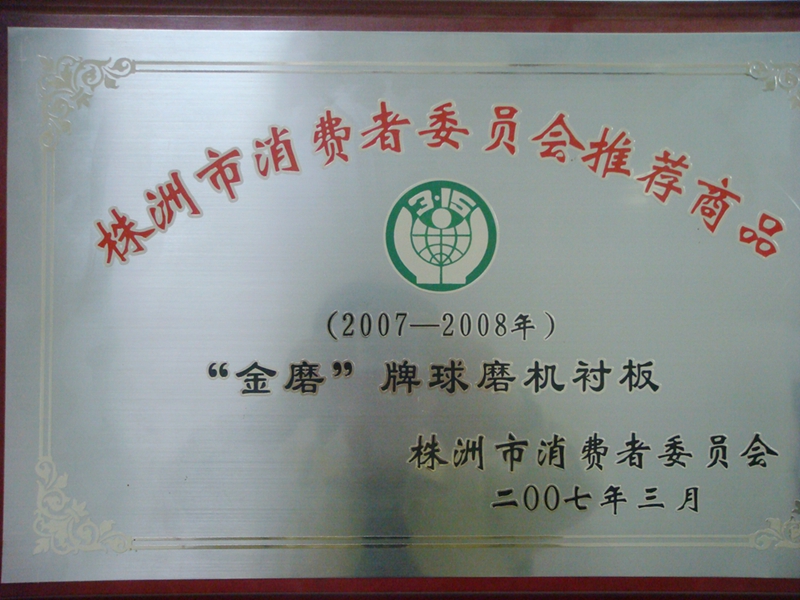 株洲市消费者委员会推荐商品
3·15
（2007—2008年）
“金磨”牌球磨机衬板
株洲市消费者委员会
二00七年三月